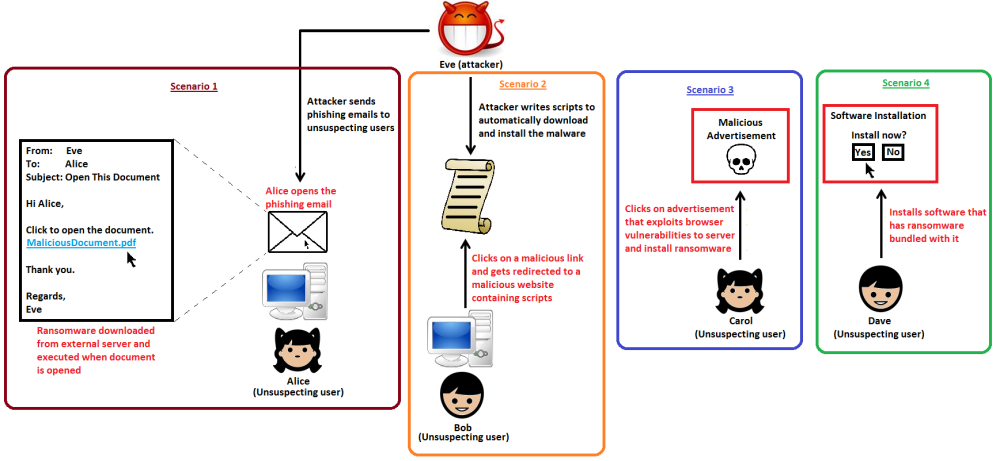 Eve (attacker)
Scenario 1
Attacker sends
phishing emails to
unsuspecting users
From: Eve
To: Alice
Subject: Open This Document
Hi Alice,
Click to open the document.
MaliciousDocument.pdf
Thank you.
Regards,
Eve
Alice opens the
phishing email
Ransomware downloaded
from external server and
executed when document
is opened
Alice
(Unsuspecting user)
Scenario 2
Attacker writes scripts to
automatically download
and install the malware
Clicks on a malicious link
and gets redirected to a
malicious website
containing scripts
Bob
(Unsuspecting user)
Scenario 3
Malicious
Advertisement
Clicks on advertisement
that exploits browser
vulnerabilities to server
and install ransomware
Carol
(Unsuspecting user)
Scenario 4
Software Installation
Install now?
Yes No
Installs software that
has ransomware
bundled with it
Dave
(Unsuspecting user)